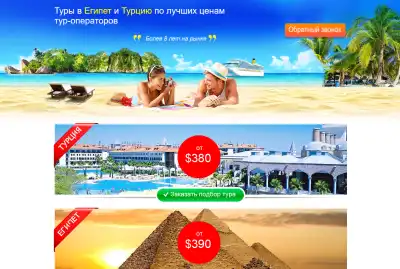 Туры в Египет и Турцию по лучших ценам
тур-операторов
Более 8 лет на рынке
Обратный звонок
ТУРЦИЯ
от
$380
Заказать подбор тура
ЕГИПЕТ
от
$390